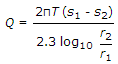 Q = 2πT (s₁ - s₂) / 2.3 log₁₀ r₂ / r₁